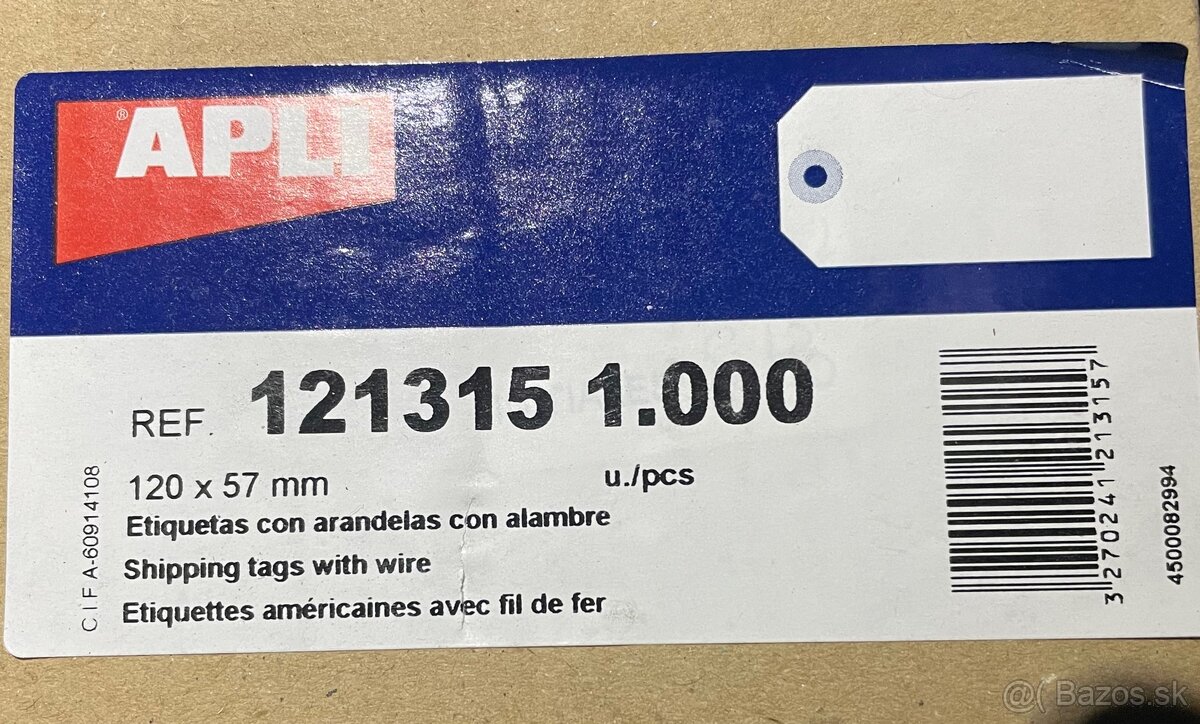 ® APLI
REF. 121315 1.000
120 x 57 mm u./pcs
Etiquetas con arandelas con alambre
Shipping tags with wire
Etiquettes américaines avec fil de fer
C I F A-60914108
3 270241 213157
4500082994
@( Bazos.sk